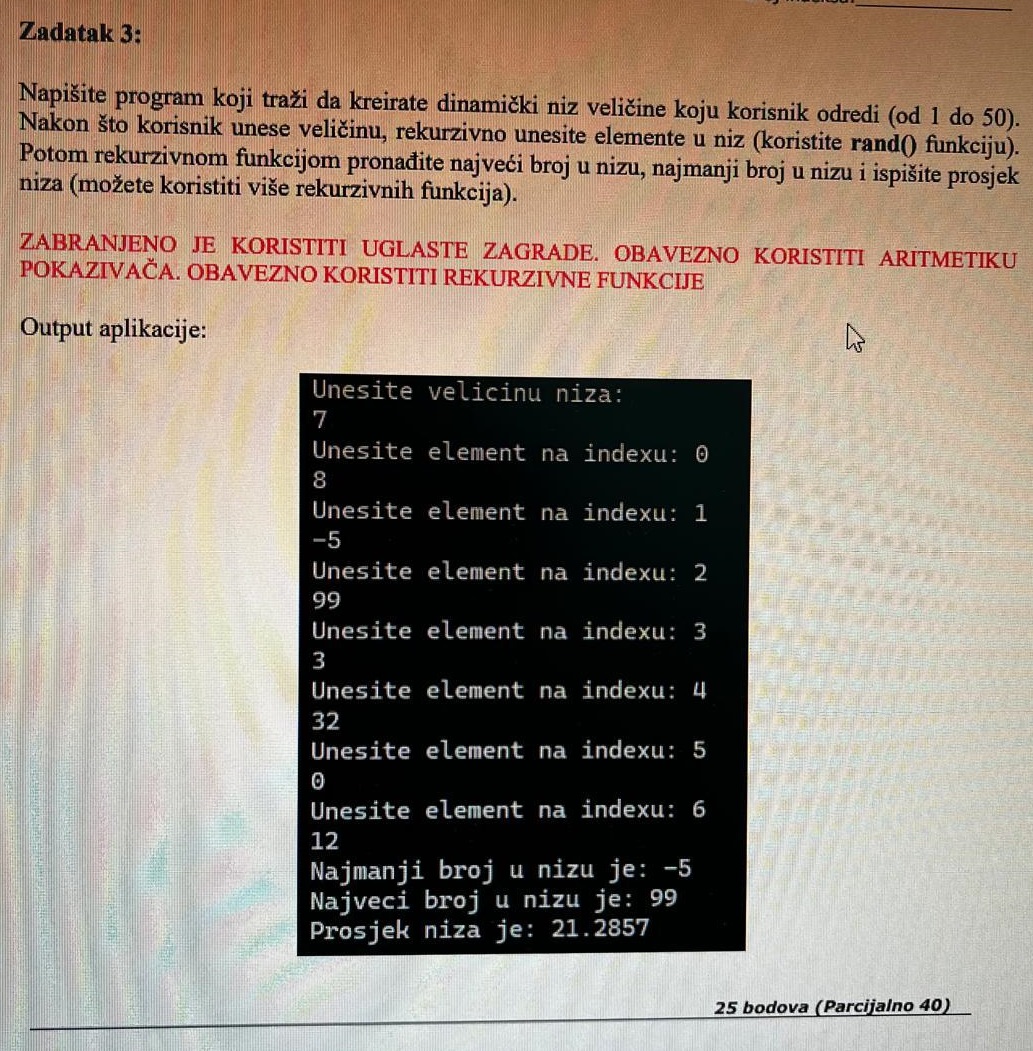 Zadatak 3:
Napišite program koji traži da kreirate dinamički niz veličine koju korisnik odredi (od 1 do 50).
Nakon što korisnik unese veličinu, rekurzivno unesite elemente u niz (koristite rand() funkciju).
Potom rekurzivnom funkcijom pronađite najveći broj u nizu, najmanji broj u nizu i ispišite prosjek
niza (možete koristiti više rekurzivnih funkcija).
ZABRANJENO JE KORISTITI UGLASTE ZAGRADE. OBAVEZNO KORISTITI ARITMETIKU
POKAZIVAČA. OBAVEZNO KORISTITI REKURZIVNE FUNKCIJE
Output aplikacije:
Unesite velicinu niza:
7
Unesite element na indexu: 0
8
Unesite element na indexu: 1
-5
Unesite element na indexu: 2
99
Unesite element na indexu: 3
3
Unesite element na indexu: 4
32
Unesite element na indexu: 5
0
Unesite element na indexu: 6
12
Najmanji broj u nizu je: -5
Najveci broj u nizu je: 99
Prosjek niza je: 21.2857
25 bodova (Parcijalno 40)